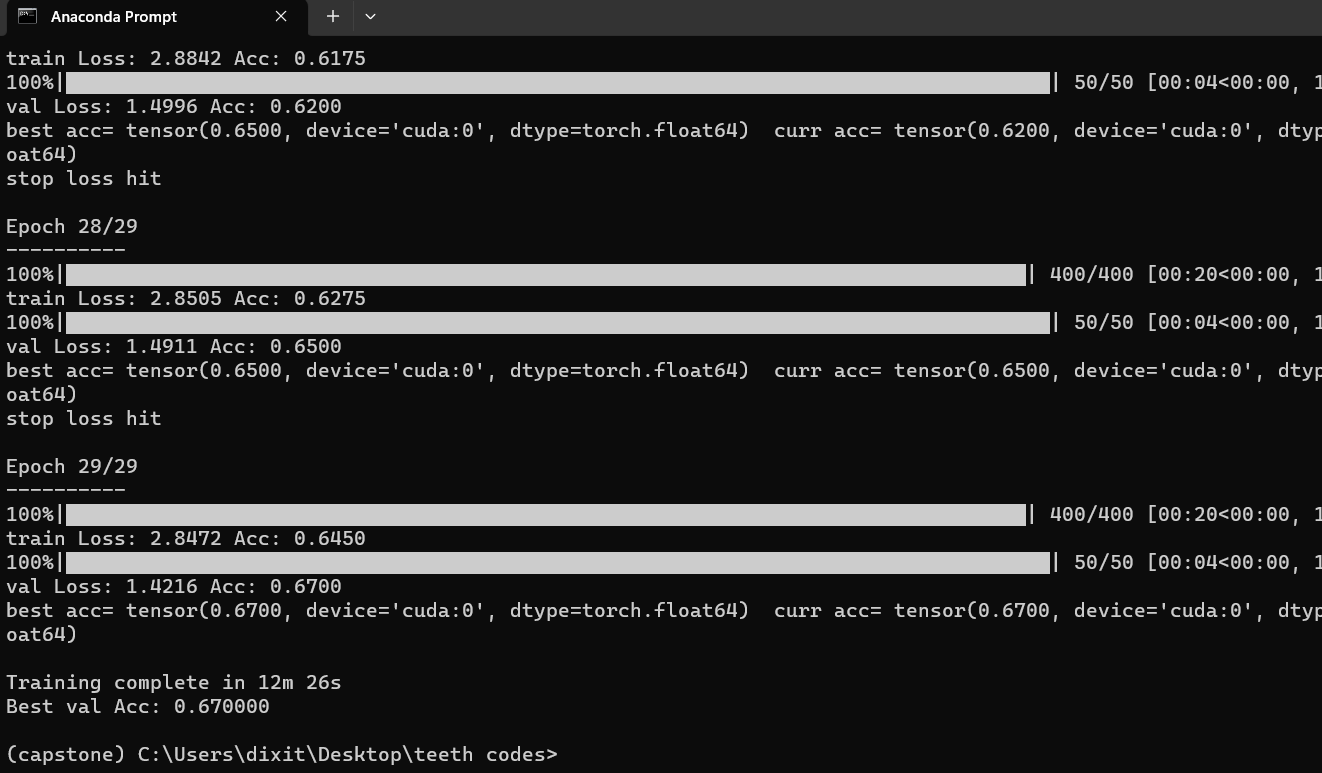 Anaconda Prompt
train Loss: 2.8842 Acc: 0.6175
100%| | 50/50 [00:04<00:00, 1
val Loss: 1.4996 Acc: 0.6200
best acc= tensor(0.6500, device='cuda:0', dtype=torch.float64)  curr acc= tensor(0.6200, device='cuda:0', dtyp
oat64)
stop loss hit
Epoch 28/29
----------
100%| | 400/400 [00:20<00:00, 1
train Loss: 2.8505 Acc: 0.6275
100%| | 50/50 [00:04<00:00, 1
val Loss: 1.4911 Acc: 0.6500
best acc= tensor(0.6500, device='cuda:0', dtype=torch.float64)  curr acc= tensor(0.6500, device='cuda:0', dtyp
oat64)
stop loss hit
Epoch 29/29
----------
100%| | 400/400 [00:20<00:00, 1
train Loss: 2.8472 Acc: 0.6450
100%| | 50/50 [00:04<00:00, 1
val Loss: 1.4216 Acc: 0.6700
best acc= tensor(0.6700, device='cuda:0', dtype=torch.float64)  curr acc= tensor(0.6700, device='cuda:0', dtyp
oat64)
Training complete in 12m 26s
Best val Acc: 0.670000
(capstone) C:\Users\dixit\Desktop\teeth codes>